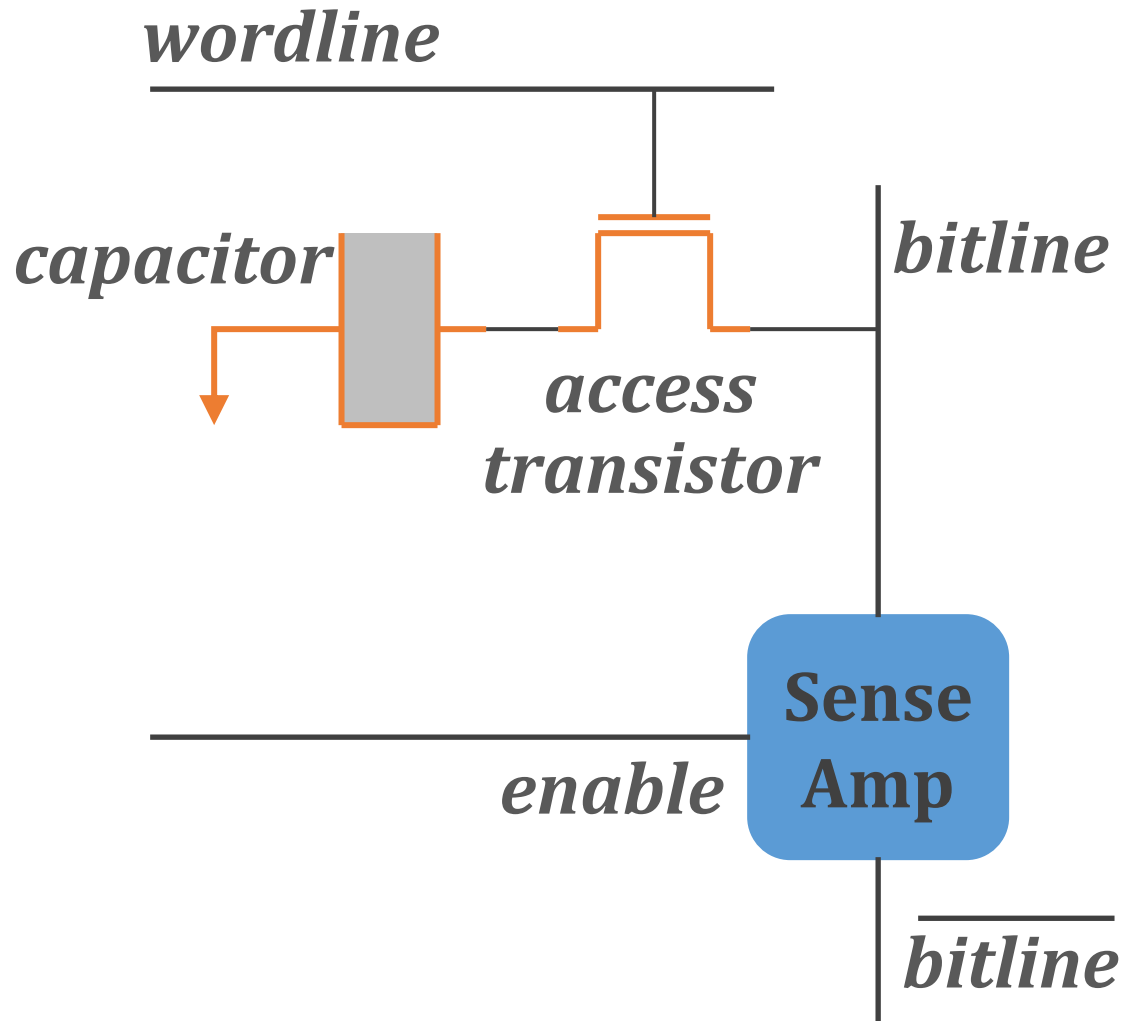 wordline
capacitor
bitline
access
transistor
Sense
Amp
enable
bitline